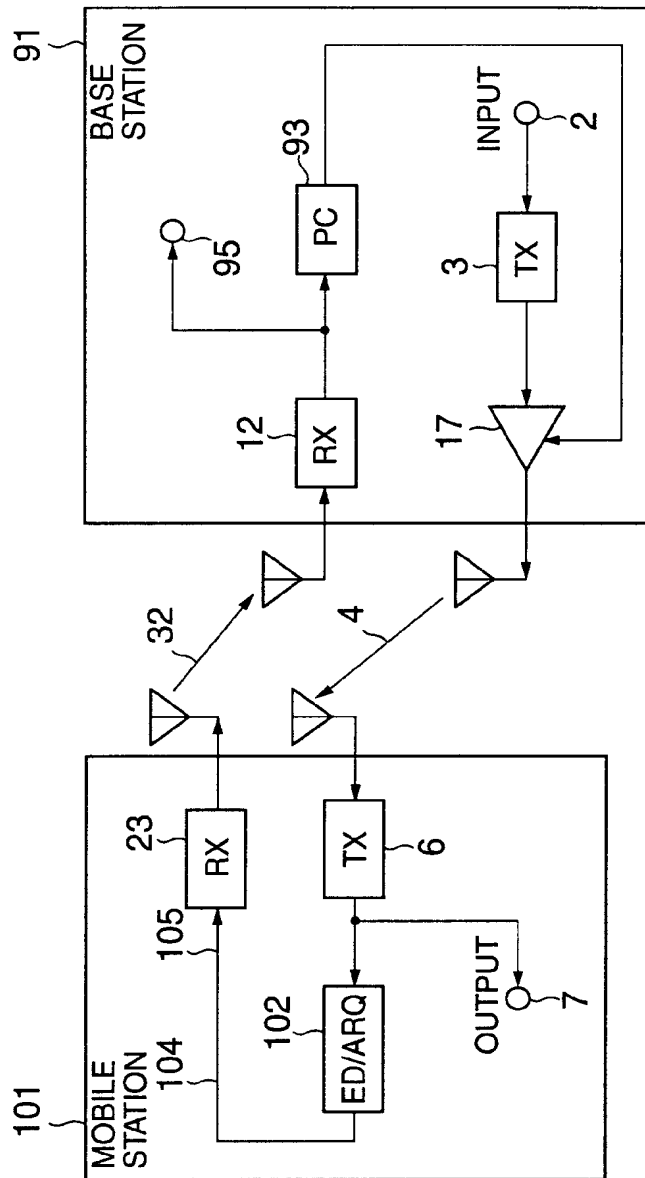 101
MOBILE
STATION
104
105
23
RX
32
102
ED/ARQ
TX
6
OUTPUT
7
4
91
BASE
STATION
95
12
RX
93
PC
17
3
TX
INPUT
2